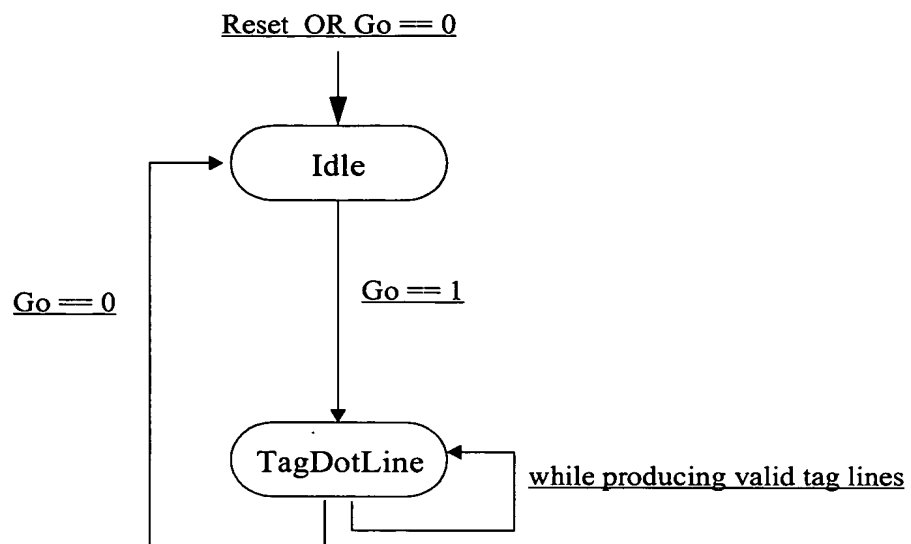 Reset OR Go == 0
Idle
Go == 0
Go == 1
TagDotLine
while producing valid tag lines